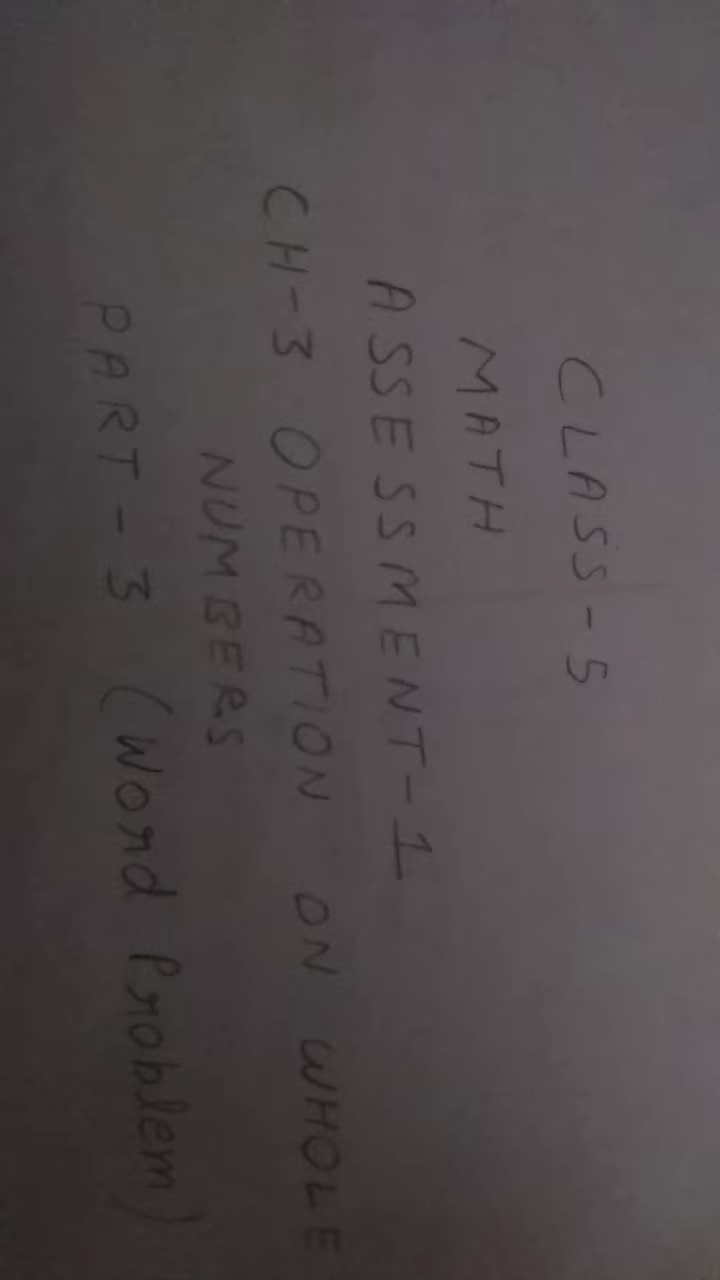 CLASS-5
MATH
ASSESSMENT-1
CH-3 OPERATION ON WHOLE
NUMBERS
PART-3 (Word Problem)